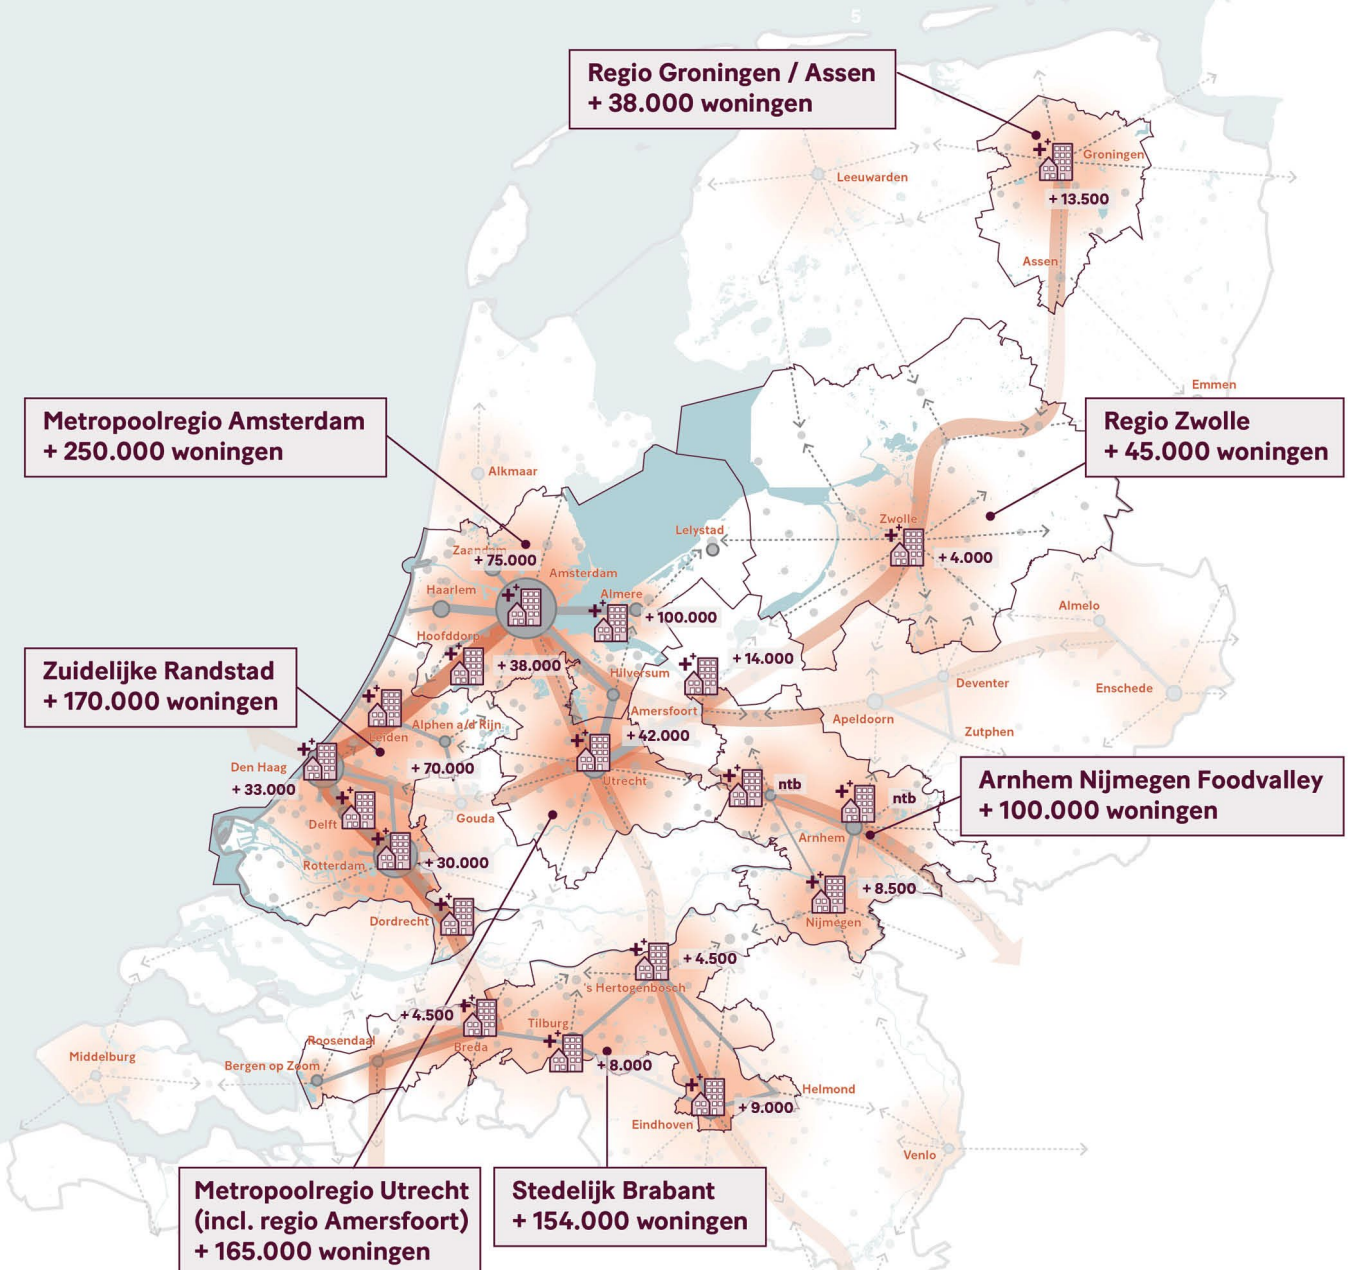 5
Regio Groningen / Assen
+ 38.000 woningen
Groningen
Leeuwarden
+ 13.500
Assen
Emmen
Metropoolregio Amsterdam
+ 250.000 woningen
Regio Zwolle
+ 45.000 woningen
Alkmaar
Zwolle
Lelystad
Zaandam
+ 75.000
+ 4.000
Amsterdam
Haarlem
Almere
Almelo
+ 100.000
Hoofddorp
Zuidelijke Randstad
+ 170.000 woningen
+ 38.000
+ 14.000
Hilversum
Deventer
Enschede
Amersfoort
Apeldoorn
Alphen a/d Rijn
Leiden
+ 42.000
Zutphen
Den Haag
+ 70.000
Utrecht
+ 33.000
ntb
ntb
Arnhem Nijmegen Foodvalley
+ 100.000 woningen
Delft
Gouda
Arnhem
Rotterdam
+ 30.000
+ 8.500
Dordrecht
Nijmegen
+ 4.500
's Hertogenbosch
+ 4.500
Tilburg
Roosendaal
Breda
Middelburg
Bergen op Zoom
+ 8.000
Helmond
+ 9.000
Eindhoven
Venlo
Metropoolregio Utrecht
(incl. regio Amersfoort)
+ 165.000 woningen
Stedelijk Brabant
+ 154.000 woningen